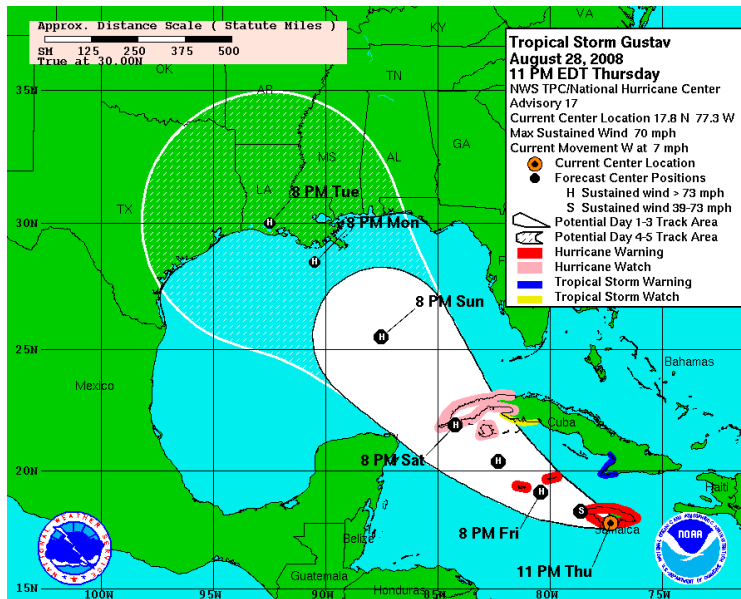 Approx. Distance Scale ( Statute Miles )
SM 125 250 375 500
True at 30.00N
Tropical Storm Gustav
August 28, 2008
11 PM EDT Thursday
NWS TPC/National Hurricane Center
Advisory 17
Current Center Location 17.8 N 77.3 W
Max Sustained Wind 70 mph
Current Movement W at 7 mph
Current Center Location
Forecast Center Positions
H Sustained wind > 73 mph
S Sustained wind 39-73 mph
Potential Day 1-3 Track Area
Potential Day 4-5 Track Area
Hurricane Warning
Hurricane Watch
Tropical Storm Warning
Tropical Storm Watch
KY
VA
OK
TN
35N
AR
MS
AL
GA
LA
8 PM Tue
TX
H
30N
8 PM Mon
H
8 PM Sun
H
25N
Mexico
Bahamas
Cuba
H
8 PM Sat
H
20N
H
Haiti
S
8 PM Fri
Jamaica
Belize
11 PM Thu
Guatemala
Honduras
15N
100W 95W 90W 85W 80W 75W
NATIONAL WEATHER SERVICE
NOAA